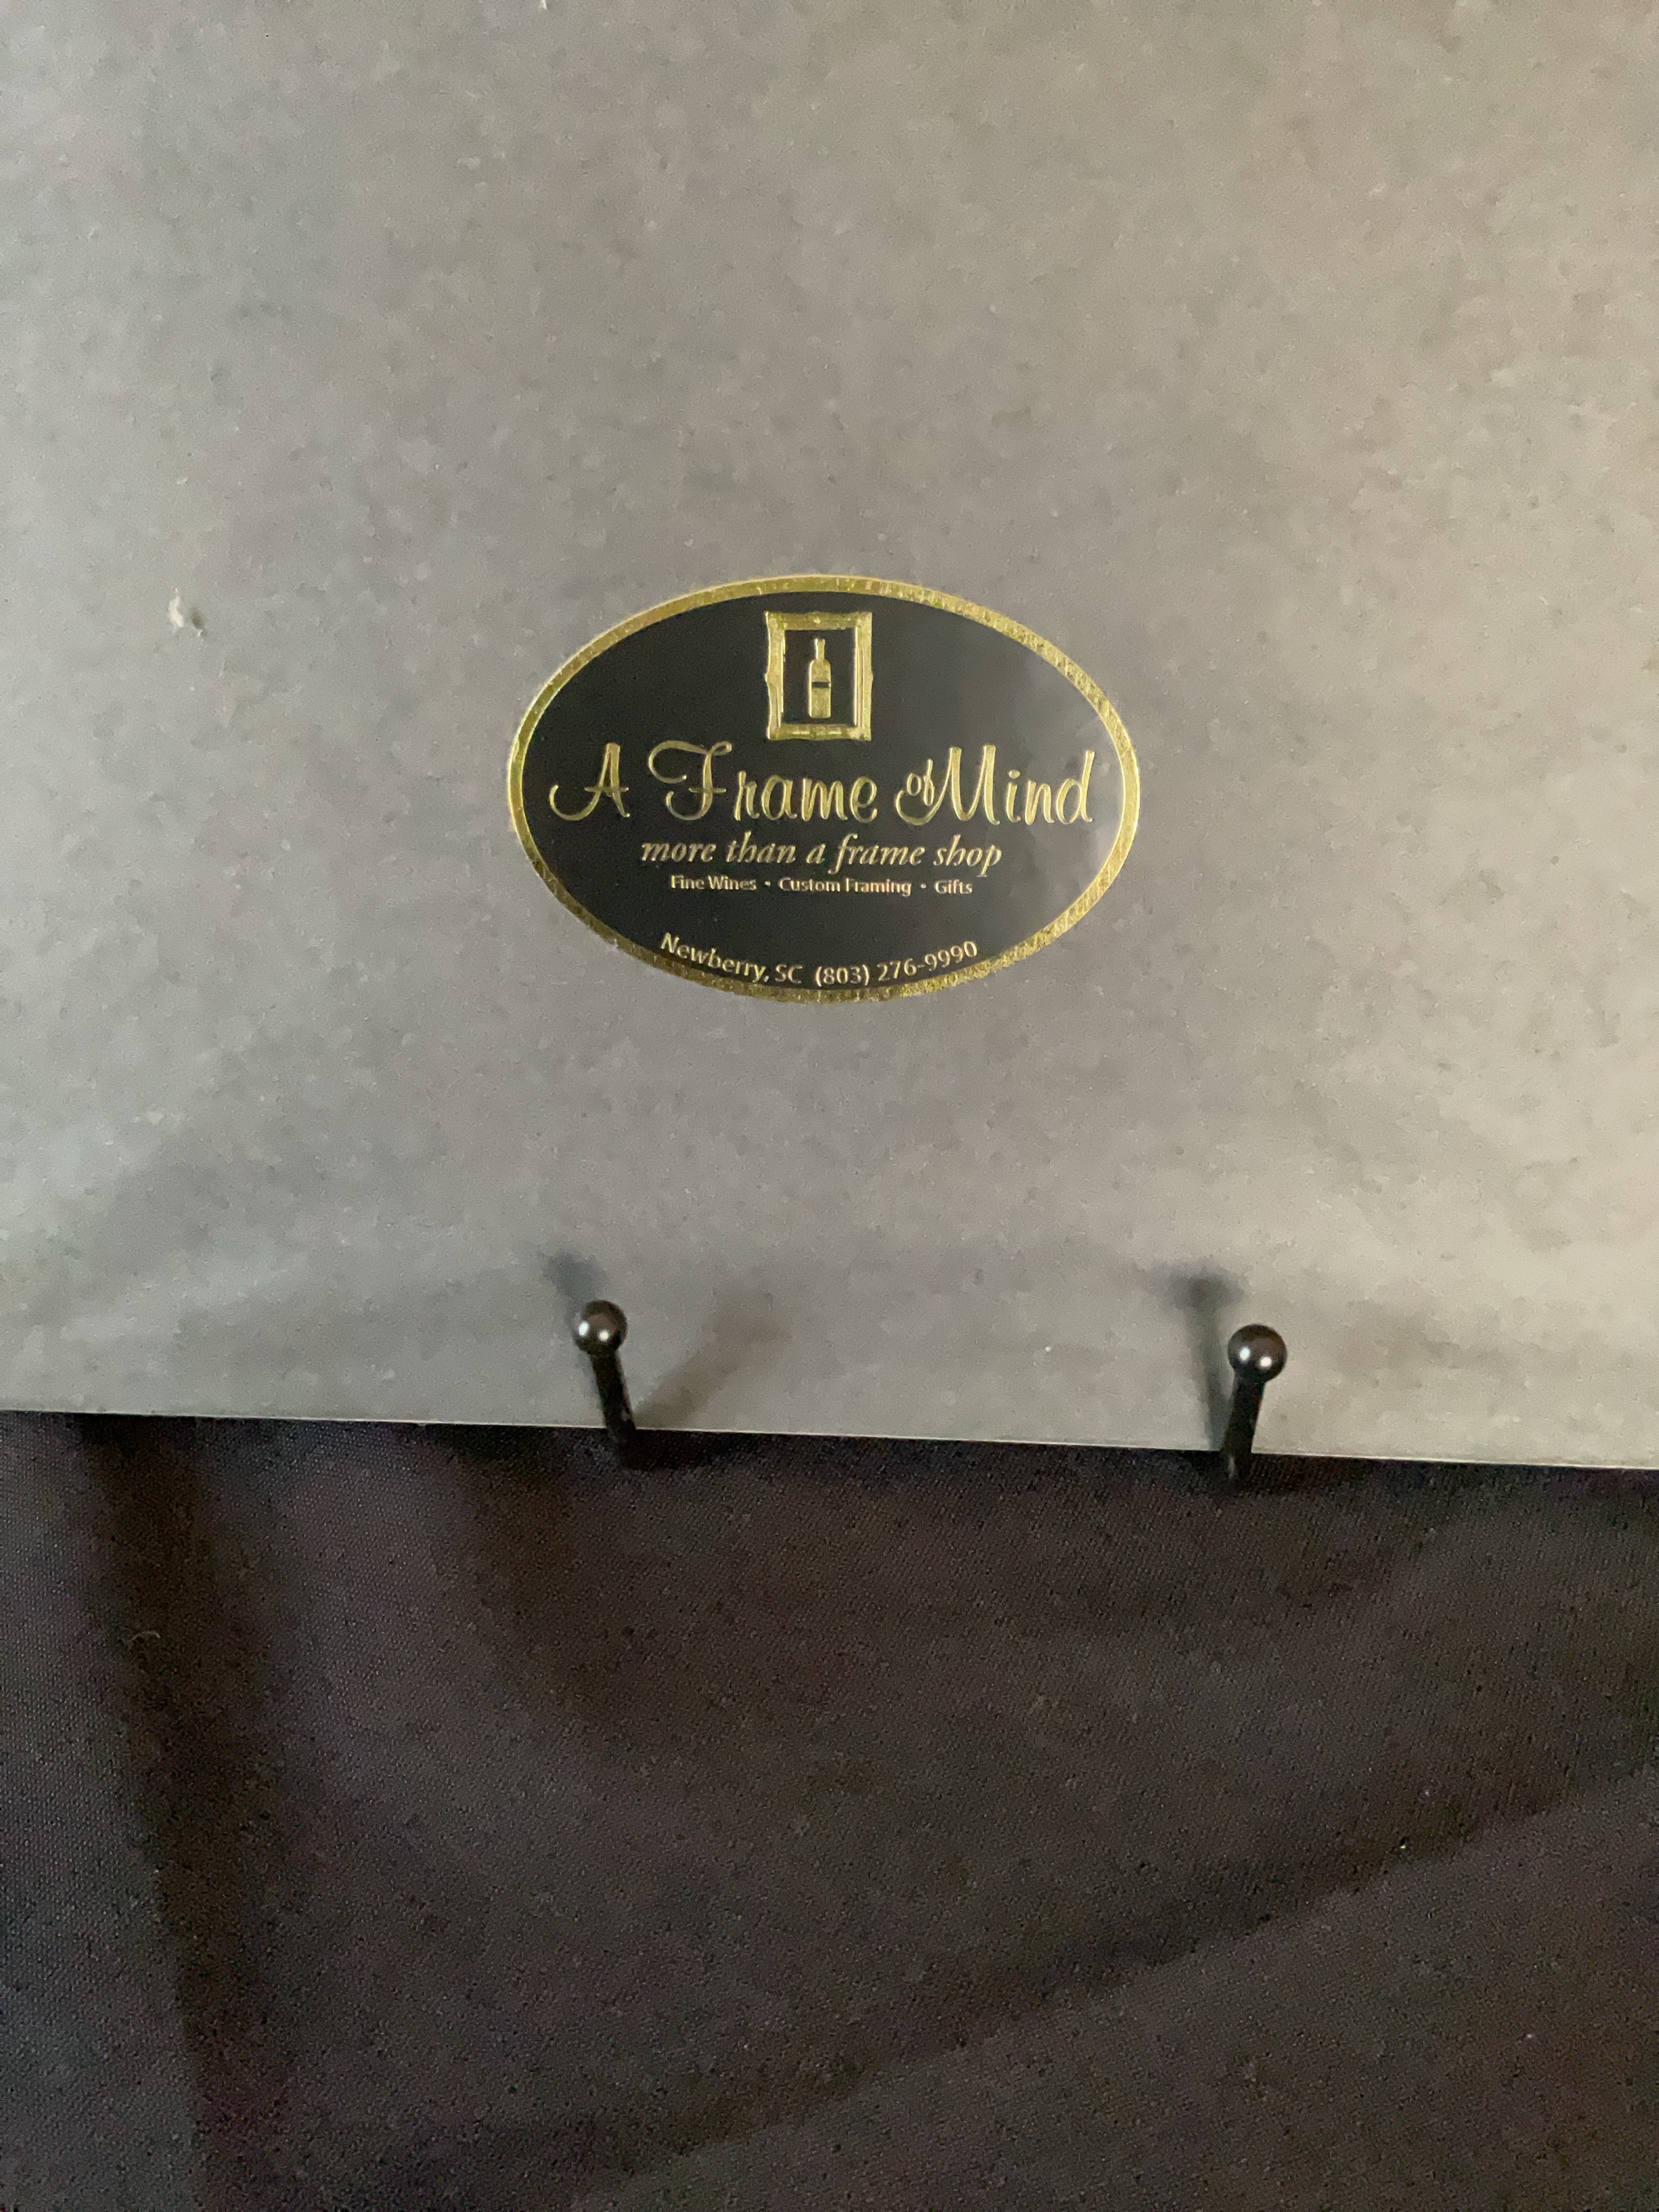 A Frame of Mind
more than a frame shop
Fine Wines • Custom Framing • Gifts
Newberry, SC (803) 276-9990